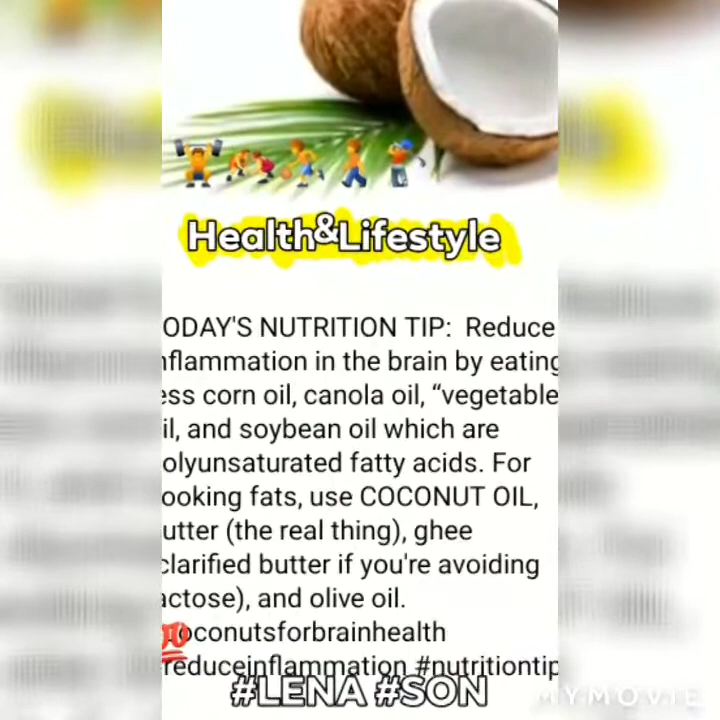 Health&Lifestyle
ODAY'S NUTRITION TIP: Reduce
nflammation in the brain by eating
ess corn oil, canola oil, “vegetable
il, and soybean oil which are
olyunsaturated fatty acids. For
ooking fats, use COCONUT OIL,
utter (the real thing), ghee
clarified butter if you're avoiding
actose), and olive oil.
oconutsforbrainhealth
reduceinflammation #nutritiontip
#LENA #SON
MYMOVIE